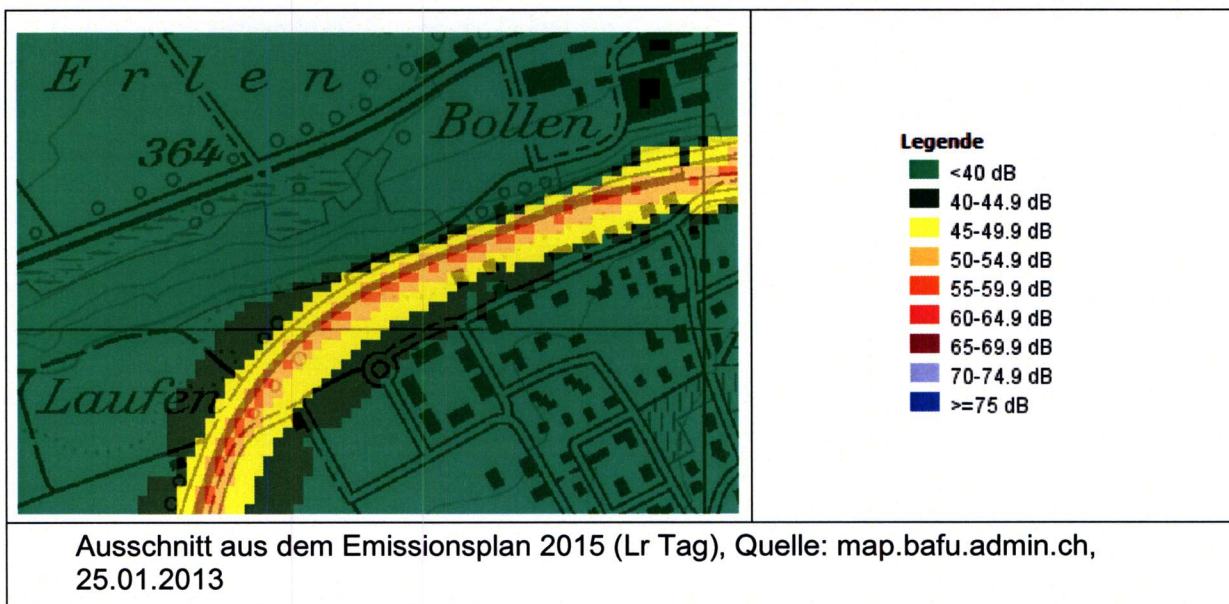 Erlen
Bollen
364
Laufen
Legende
<40 dB
40-44.9 dB
45-49.9 dB
50-54.9 dB
55-59.9 dB
60-64.9 dB
65-69.9 dB
70-74.9 dB
>=75 dB
Ausschnitt aus dem Emissionsplan 2015 (Lr Tag), Quelle: map.bafu.admin.ch,
25.01.2013